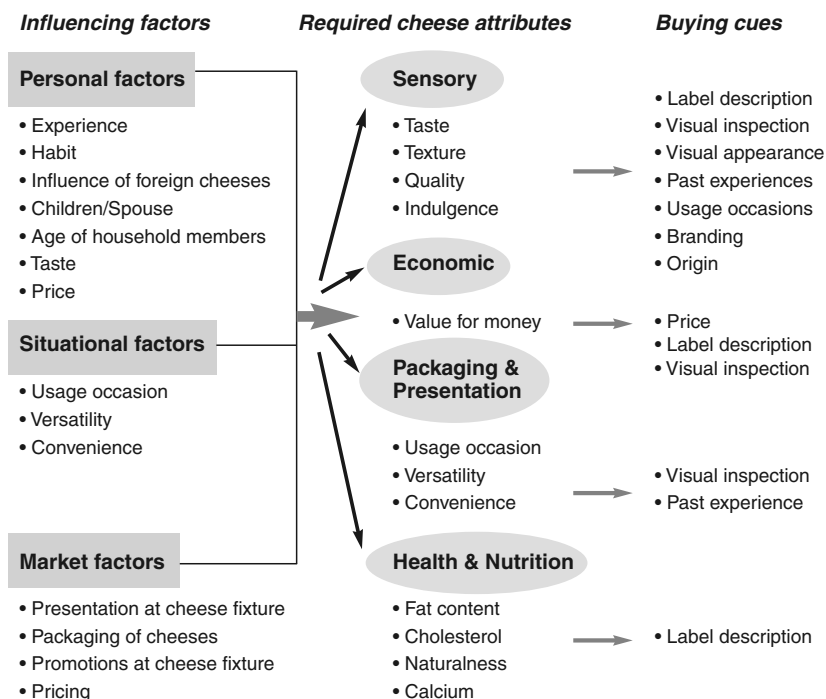 Influencing factors
Required cheese attributes
Buying cues
Personal factors
• Experience
• Habit
• Influence of foreign cheeses
• Children/Spouse
• Age of household members
• Taste
• Price
Situational factors
• Usage occasion
• Versatility
• Convenience
Market factors
• Presentation at cheese fixture
• Packaging of cheeses
• Promotions at cheese fixture
• Pricing
Sensory
• Taste
• Texture
• Quality
• Indulgence
Economic
• Value for money
Packaging &
Presentation
• Usage occasion
• Versatility
• Convenience
Health & Nutrition
• Fat content
• Cholesterol
• Naturalness
• Calcium
• Label description
• Visual inspection
• Visual appearance
• Past experiences
• Usage occasions
• Branding
• Origin
• Price
• Label description
• Visual inspection
• Visual inspection
• Past experience
• Label description